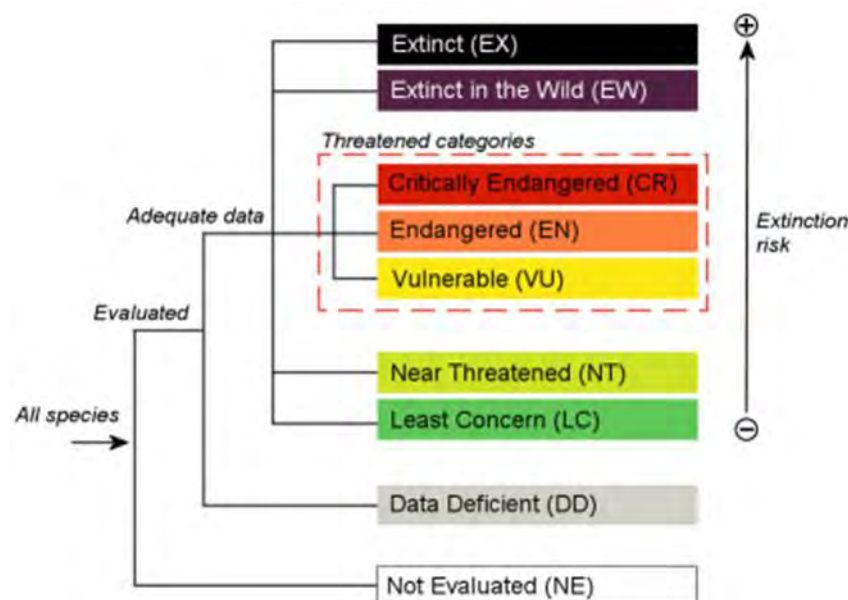 Extinct (EX)
Extinct in the Wild (EW)
Threatened categories
Critically Endangered (CR)
Adequate data
Endangered (EN)
Extinction
risk
Vulnerable (VU)
Evaluated
Near Threatened (NT)
All species
Least Concern (LC)
Data Deficient (DD)
Not Evaluated (NE)